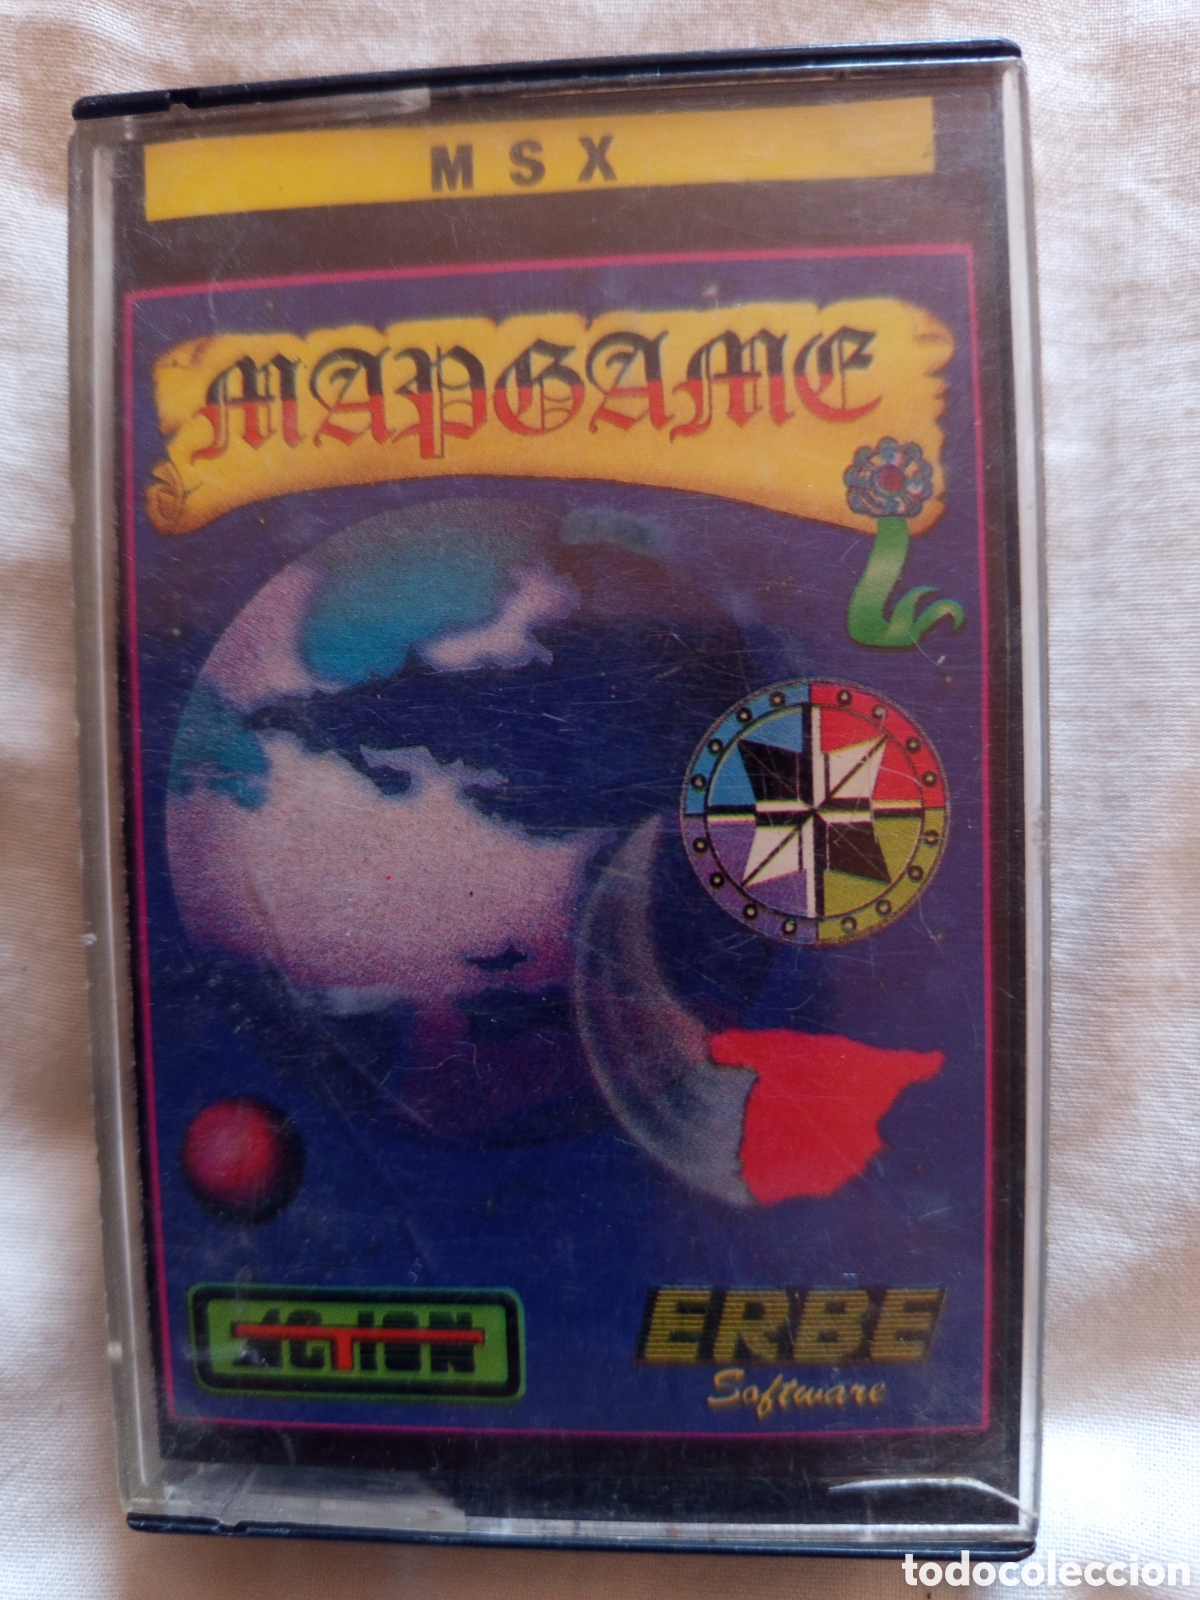 MSX
MAPGAME
ACTION
ERBE
Software
todocoleccion